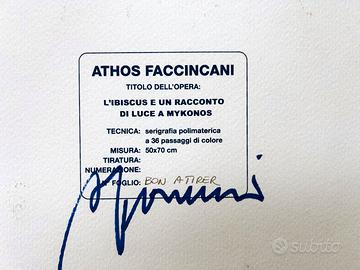 ATHOS FACCINCANI
TITOLO DELL'OPERA:
L'IBISCUS E UN RACCONTO
DI LUCE A MYKONOS
TECNICA: serigrafia polimaterica
a 36 passaggi di colore
MISURA: 50x70 cm
TIRATURA:
NUMERAZIONE:
N° FOGLIO: BON A TIRER
subito